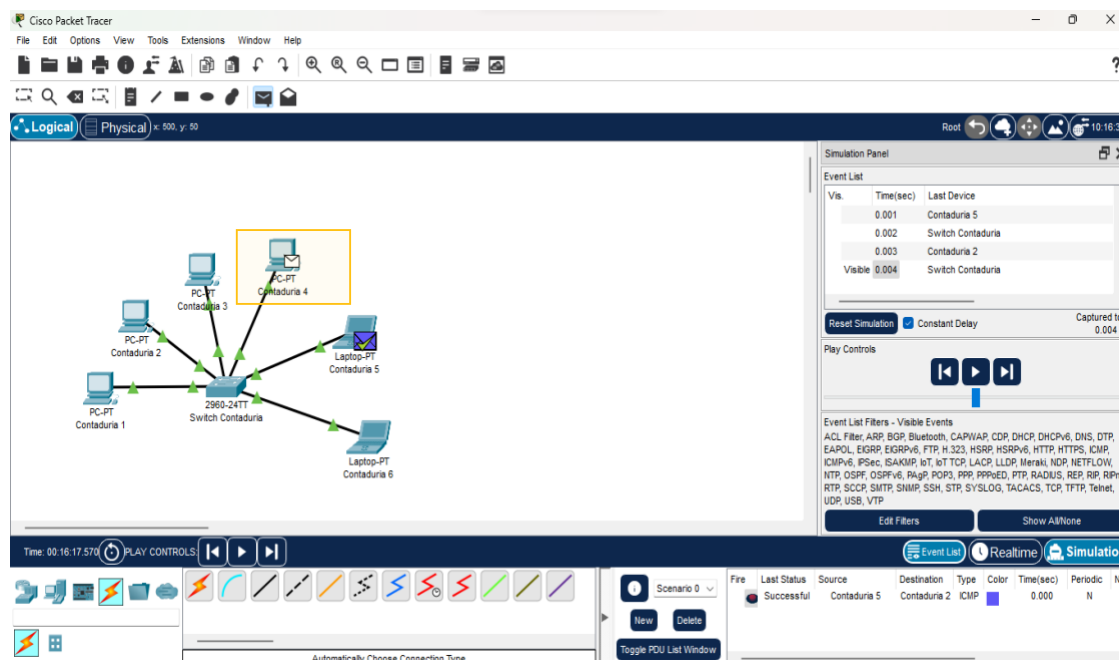 Cisco Packet Tracer
File Edit Options View Tools Extensions Window Help
?
Logical Physical x: 500, y: 50
Root 10:16:3
PC-PT
Contaduria 4
PC-PT
Contaduria 3
PC-PT
Contaduria 2
Laptop-PT
Contaduria 5
PC-PT
Contaduria 1
2960-24TT
Switch Contaduria
Laptop-PT
Contaduria 6
Simulation Panel
Event List
Vis. Time(sec) Last Device
0.001 Contaduria 5
0.002 Switch Contaduria
0.003 Contaduria 2
Visible 0.004 Switch Contaduria
Reset Simulation Constant Delay Captured to
0.004
Play Controls
Event List Filters - Visible Events
ACL Filter, ARP, BGP, Bluetooth, CAPWAP, CDP, DHCP, DHCPv6, DNS, DTP,
EAPOL, EIGRP, EIGRPv6, FTP, H.323, HSRP, HSRPv6, HTTP, HTTPS, ICMP,
ICMPv6, IPSec, ISAKMP, IoT, IoT TCP, LACP, LLDP, Meraki, NDP, NETFLOW,
NTP, OSPF, OSPFv6, PAgP, POP3, PPP, PPPoED, PTP, RADIUS, REP, RIP, RIPn
RTP, SCCP, SMTP, SNMP, SSH, STP, SYSLOG, TACACS, TCP, TFTP, Telnet,
UDP, USB, VTP
Edit Filters Show All/None
Time: 00:16:17.570 PLAY CONTROLS:
Event List Realtime Simulatio
Scenario 0
New Delete
Toggle PDU List Window
Fire Last Status Source Destination Type Color Time(sec) Periodic N
Successful Contaduria 5 Contaduria 2 ICMP 0.000 N
Automatically Choose Connection Type